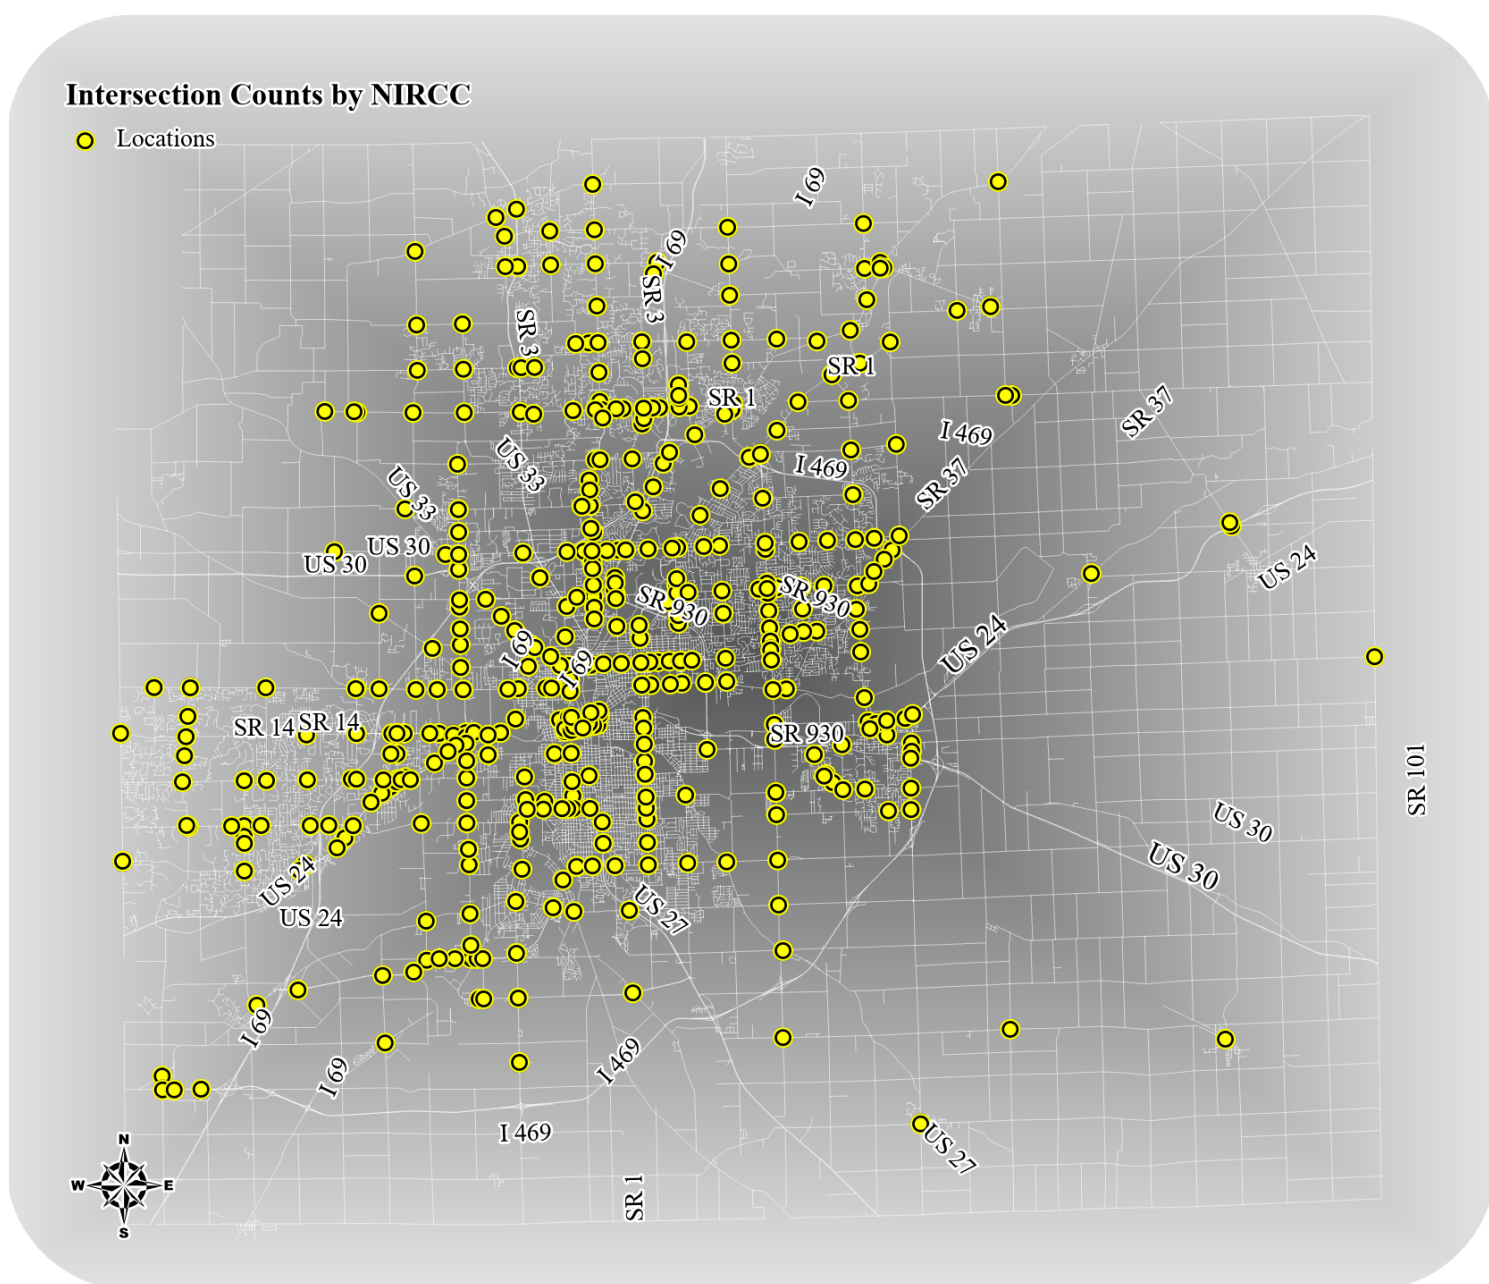 Intersection Counts by NIRCC
Locations
I 69
I 69
SR 3
SR 3
SR 1
SR 1
SR 37
I 469
US 33
I 469
SR 37
US 33
US 30
US 30
US 24
SR 930
SR 930
US 24
I 69
I 69
SR 14
SR 14
SR 930
SR 101
US 30
US 30
US 24
US 24
US 27
I 69
I 69
I 469
I 469
US 27
SR 1
N
W
E
S